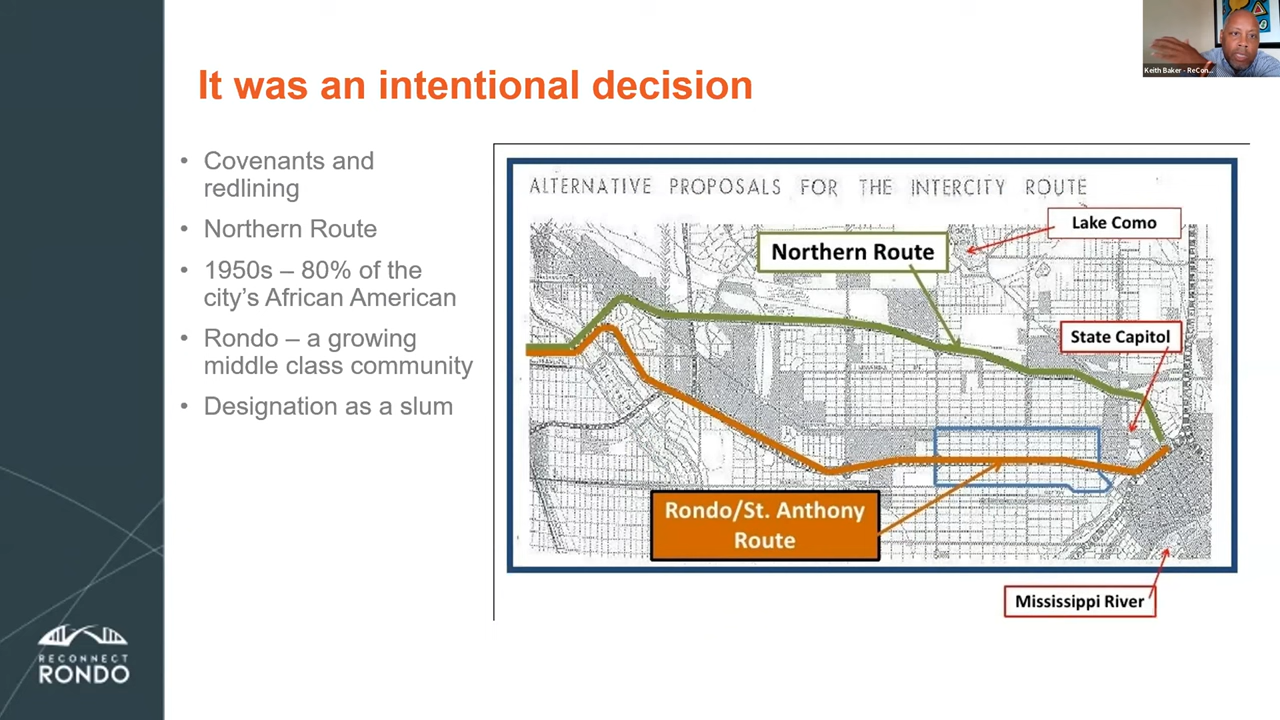 Keith Baker - ReCon...
It was an intentional decision
• Covenants and
redlining
• Northern Route
• 1950s – 80% of the
city's African American
• Rondo – a growing
middle class community
• Designation as a slum
ALTERNATIVE PROPOSALS FOR THE INTERCITY ROUTE
Lake Como
Northern Route
State Capitol
Rondo/St. Anthony
Route
Mississippi River
RECONNECT
RONDO